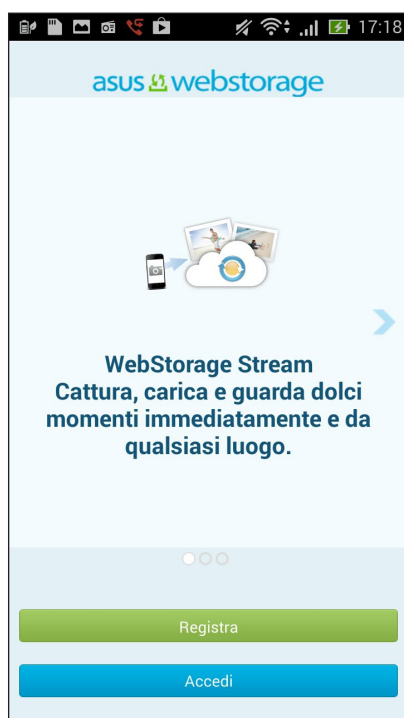 17:18
asus webstorage
WebStorage Stream
Cattura, carica e guarda dolci
momenti immediatamente e da
qualsiasi luogo.
Registra
Accedi